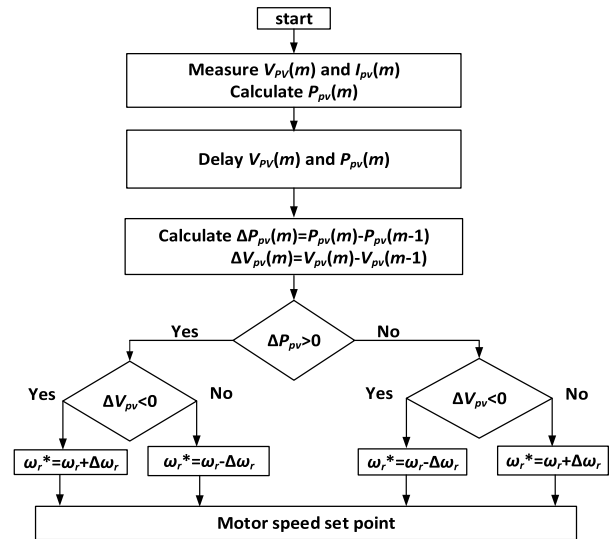 start
Measure V_PV(m) and I_pv(m)
Calculate P_pv(m)
Delay V_PV(m) and P_pv(m)
Calculate ΔP_pv(m)=P_pv(m)-P_pv(m-1)
ΔV_pv(m)=V_pv(m)-V_pv(m-1)
Yes
ΔP_pv>0
No
Yes
ΔV_pv<0
No
Yes
ΔV_pv<0
No
ω_r*=ω_r+Δω_r
ω_r*=ω_r-Δω_r
ω_r*=ω_r-Δω_r
ω_r*=ω_r+Δω_r
Motor speed set point